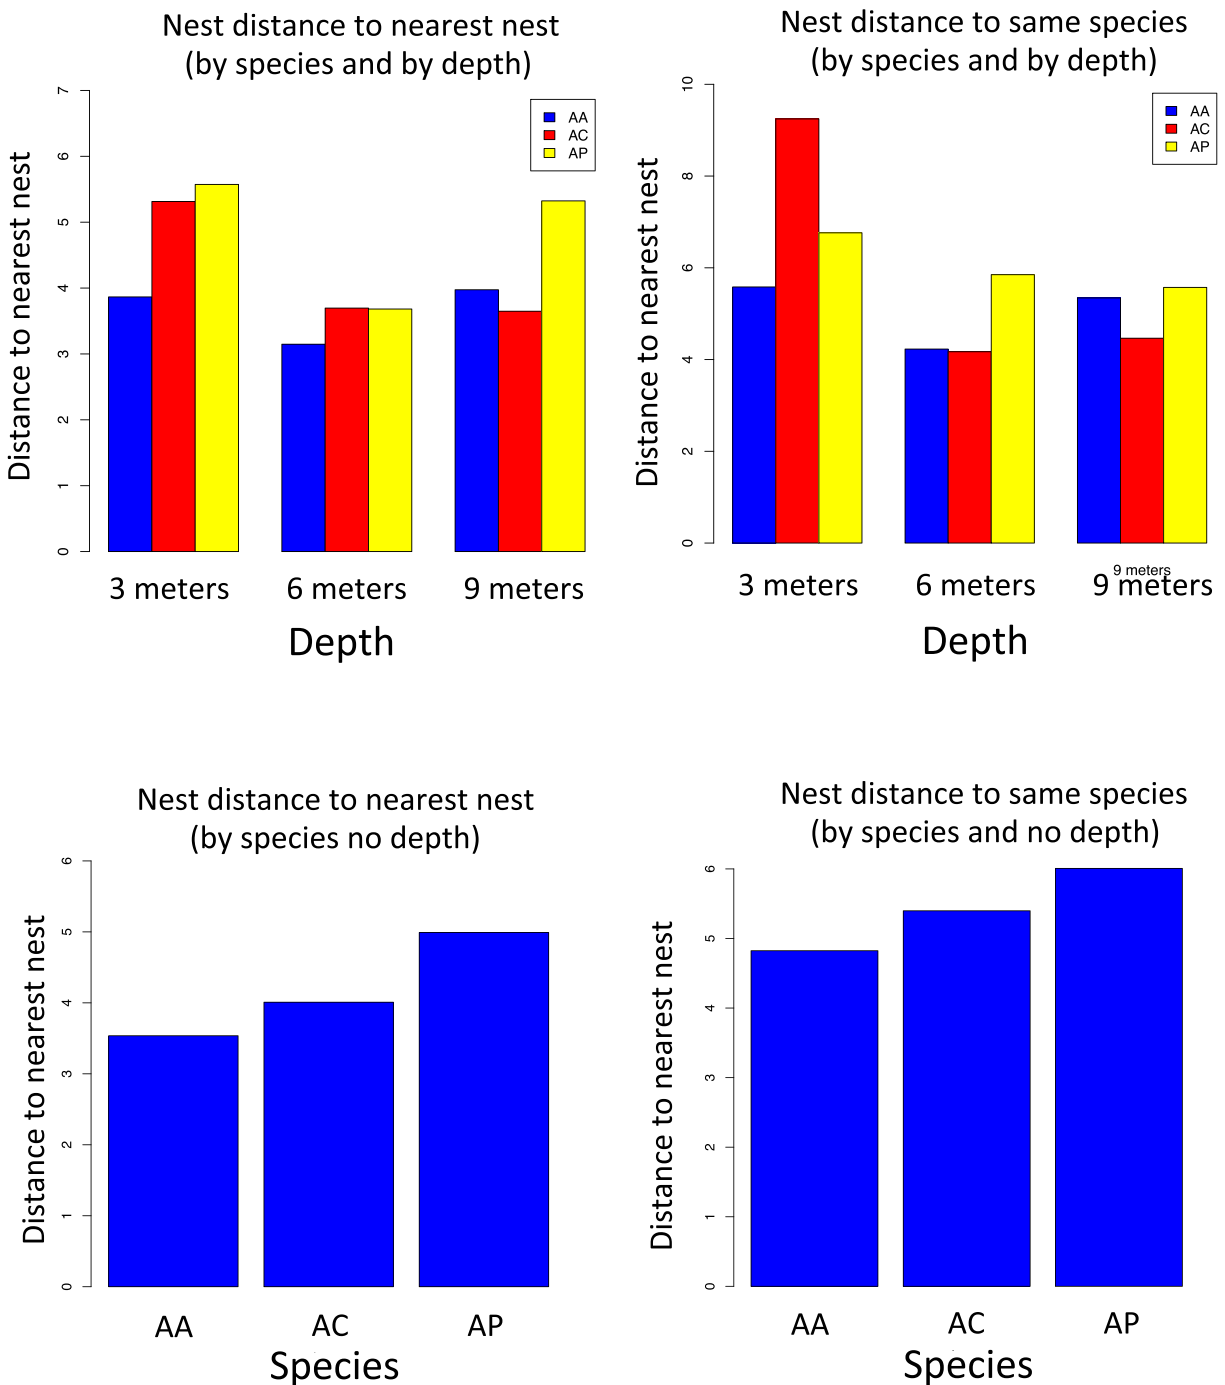 Nest distance to nearest nest
(by species and by depth)
Distance to nearest nest
7
6
5
4
3
2
1
0
AA
AC
AP
3 meters
6 meters
9 meters
Depth
Nest distance to same species
(by species and by depth)
Distance to nearest nest
10
8
6
4
2
0
AA
AC
AP
3 meters
6 meters
9 meters
9 meters
Depth
Nest distance to nearest nest
(by species no depth)
Distance to nearest nest
6
5
4
3
2
1
0
AA
AC
AP
Species
Nest distance to same species
(by species and no depth)
Distance to nearest nest
6
5
4
3
2
1
0
AA
AC
AP
Species